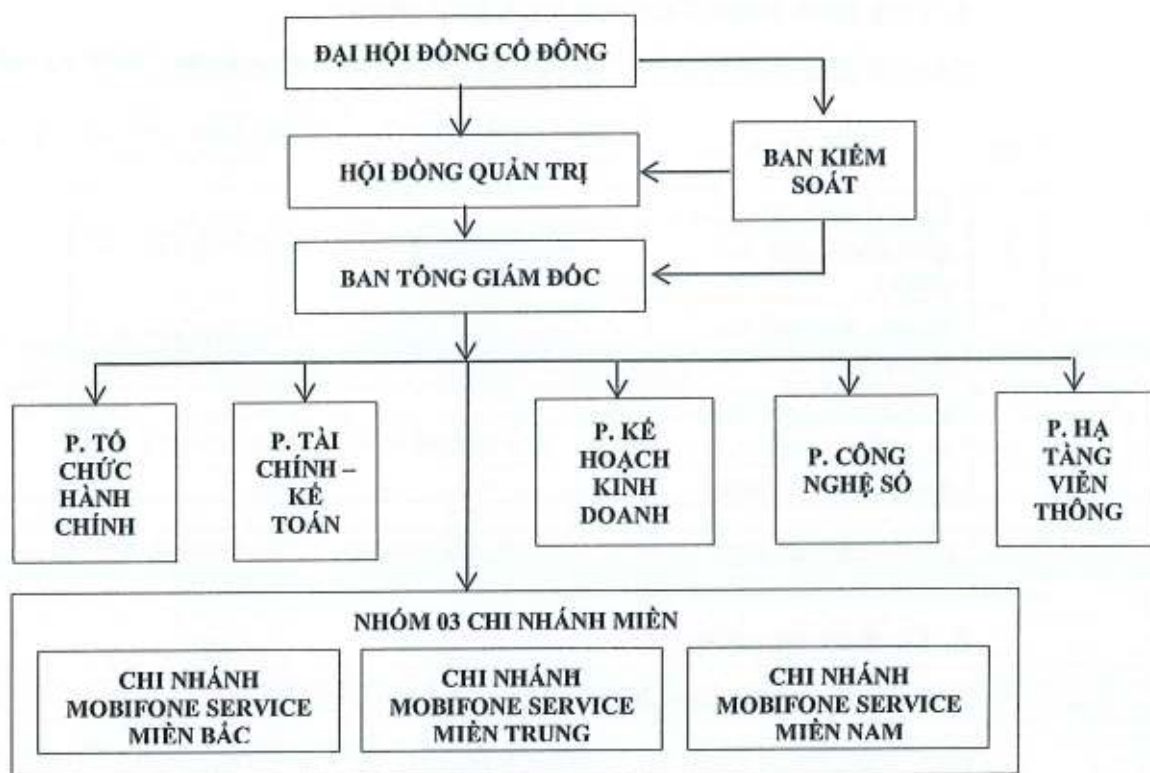 ĐẠI HỘI ĐỒNG CỔ ĐÔNG
HỘI ĐỒNG QUẢN TRỊ
BAN KIỂM
SOÁT
BAN TỔNG GIÁM ĐỐC
P. TỔ
CHỨC
HÀNH
CHÍNH
P. TÀI
CHÍNH –
KẾ
TOÁN
P. KẾ
HOẠCH
KINH
DOANH
P. CÔNG
NGHỆ SỐ
P. HẠ
TẦNG
VIỄN
THÔNG
NHÓM 03 CHI NHÁNH MIỀN
CHI NHÁNH
MOBIFONE SERVICE
MIỀN BẮC
CHI NHÁNH
MOBIFONE SERVICE
MIỀN TRUNG
CHI NHÁNH
MOBIFONE SERVICE
MIỀN NAM